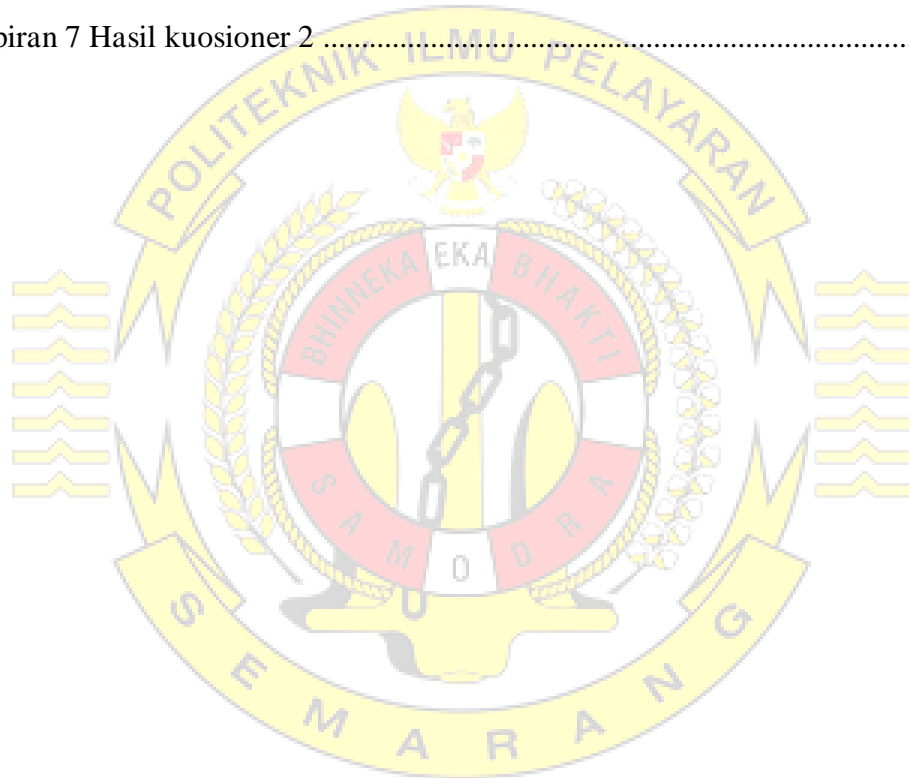 piran 7 Hasil kuosioner 2 ........................................................................
POLITEKNIK ILMU PELAYARAN
BHINNEKA EKA BHAKTI
SAMODRA
SEMARANG